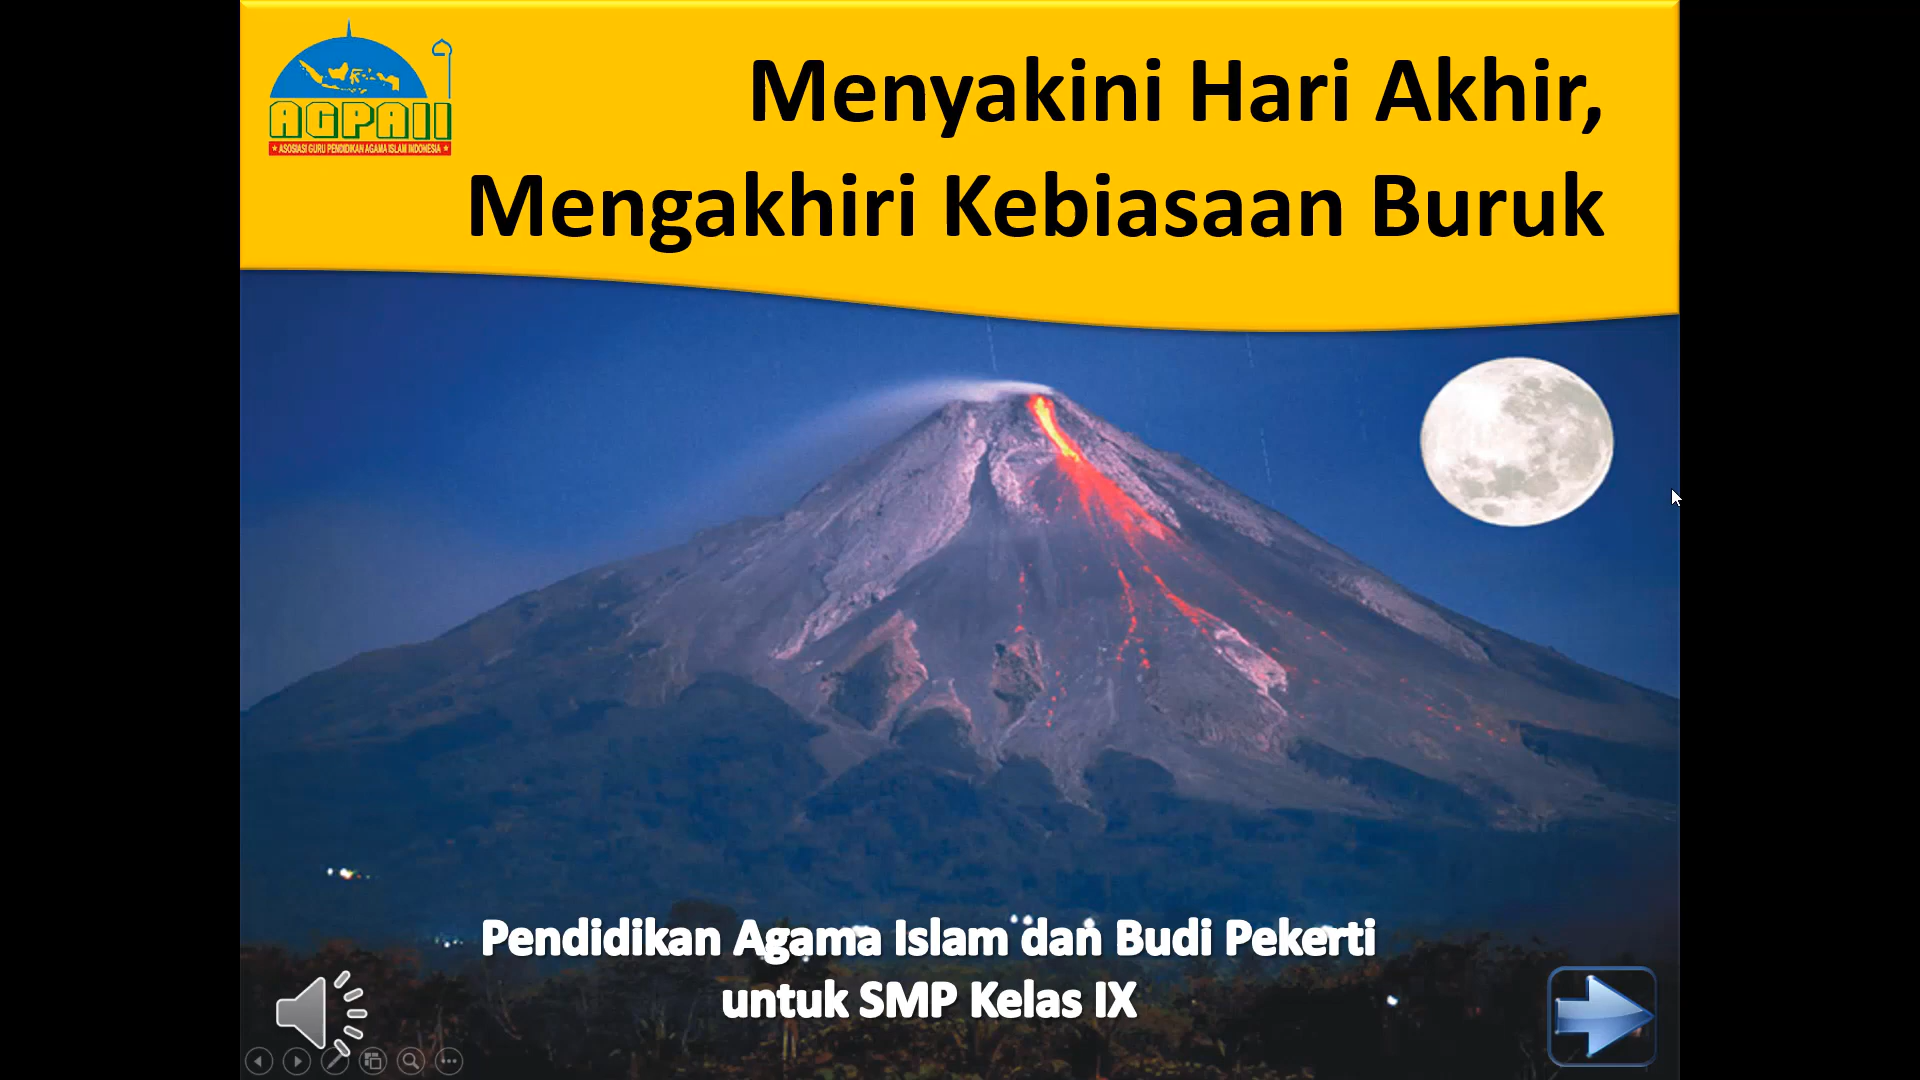 AGPAII
ASOSIASI GURU PENDIDIKAN AGAMA ISLAM INDONESIA
Menyakini Hari Akhir,
Mengakhiri Kebiasaan Buruk
Pendidikan Agama Islam dan Budi Pekerti
untuk SMP Kelas IX